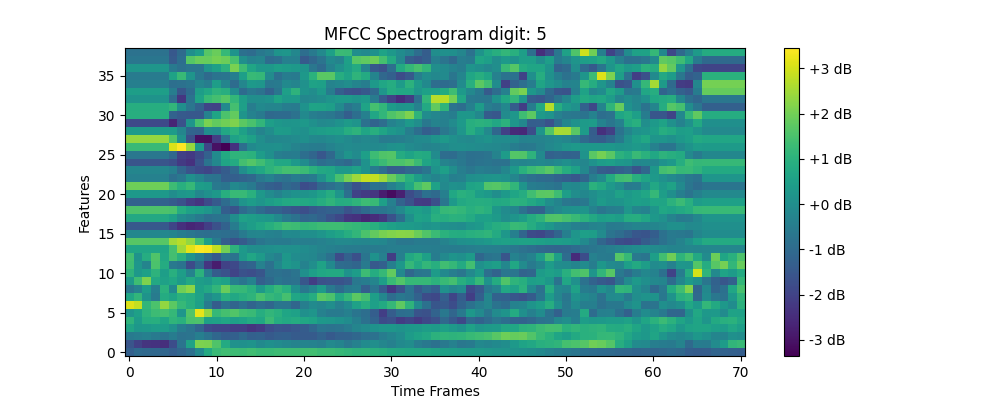 MFCC Spectrogram digit: 5
Features
35
30
25
20
15
10
5
0
0 10 20 30 40 50 60 70
Time Frames
+3 dB
+2 dB
+1 dB
+0 dB
-1 dB
-2 dB
-3 dB